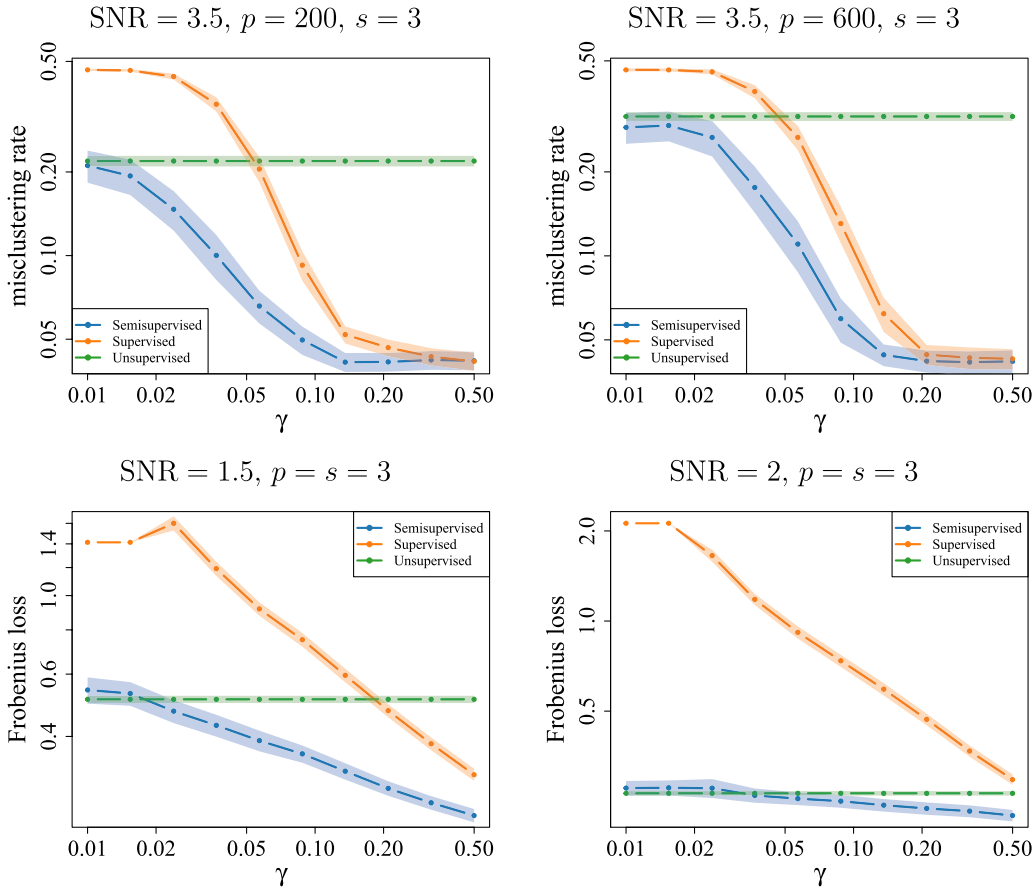 SNR = 3.5, p = 200, s = 3
misclustering rate
0.50
0.20
0.10
0.05
Semisupervised
Supervised
Unsupervised
0.01 0.02 0.05 0.10 0.20 0.50
γ
SNR = 3.5, p = 600, s = 3
misclustering rate
0.50
0.20
0.10
0.05
Semisupervised
Supervised
Unsupervised
0.01 0.02 0.05 0.10 0.20 0.50
γ
SNR = 1.5, p = s = 3
Frobenius loss
1.4
1.0
0.6
0.4
Semisupervised
Supervised
Unsupervised
0.01 0.02 0.05 0.10 0.20 0.50
γ
SNR = 2, p = s = 3
Frobenius loss
2.0
1.0
0.5
Semisupervised
Supervised
Unsupervised
0.01 0.02 0.05 0.10 0.20 0.50
γ